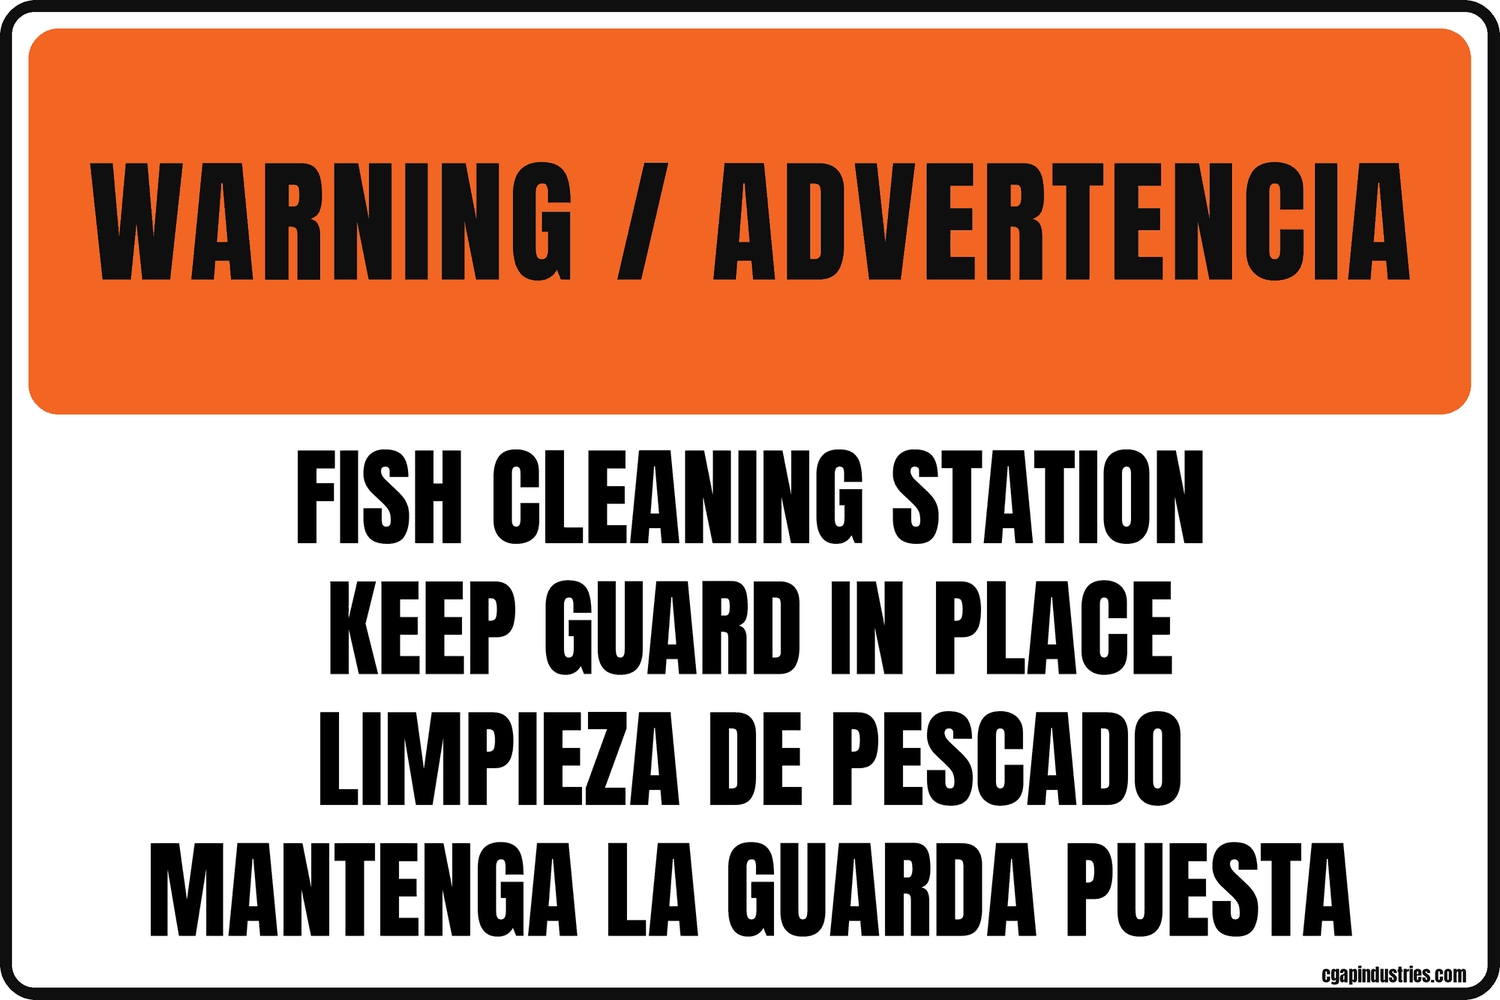 WARNING / ADVERTENCIA
FISH CLEANING STATION
KEEP GUARD IN PLACE
LIMPIEZA DE PESCADO
MANTENGA LA GUARDA PUESTA
cgapindustries.com